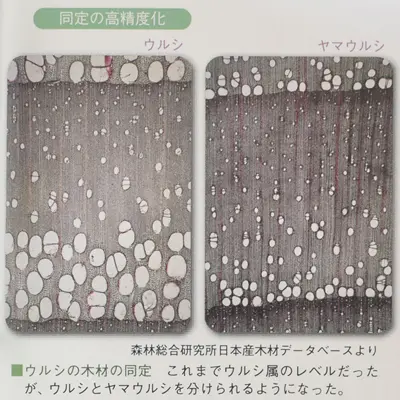 同定の高精度化
ウルシ
ヤマウルシ
森林総合研究所日本産木材データベースより
■ウルシの木材の同定　これまでウルシ属のレベルだった
が、ウルシとヤマウルシを分けられるようになった。